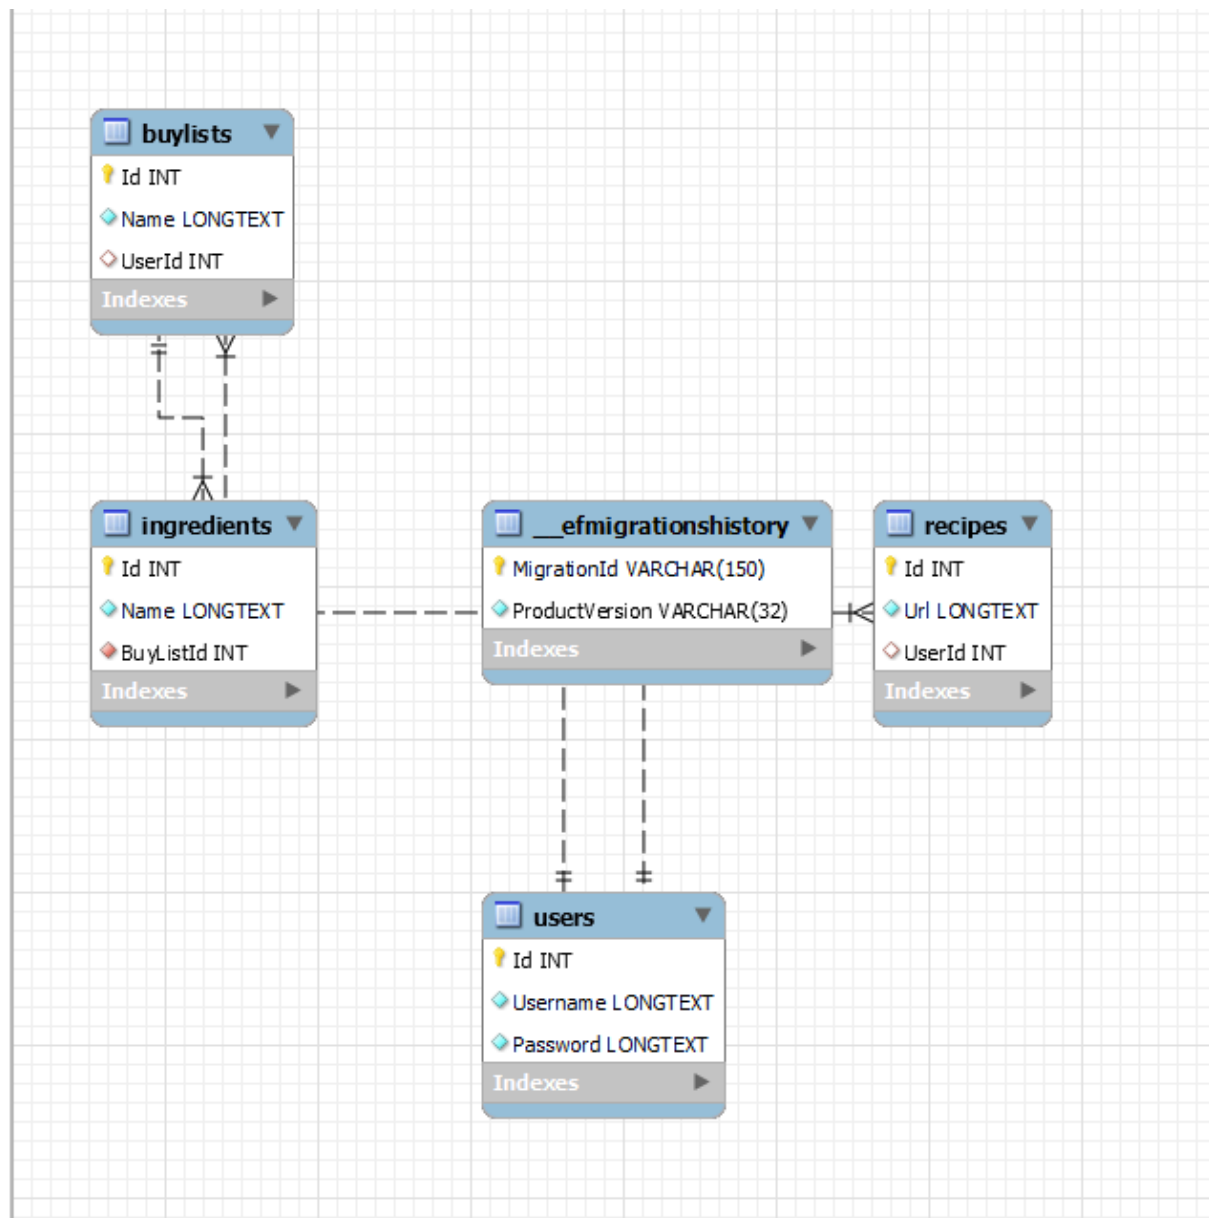 buylists
Id INT
Name LONGTEXT
UserId INT
Indexes
ingredients
Id INT
Name LONGTEXT
BuyListId INT
Indexes
__efmigrationshistory
MigrationId VARCHAR(150)
ProductVersion VARCHAR(32)
Indexes
recipes
Id INT
Url LONGTEXT
UserId INT
Indexes
users
Id INT
Username LONGTEXT
Password LONGTEXT
Indexes